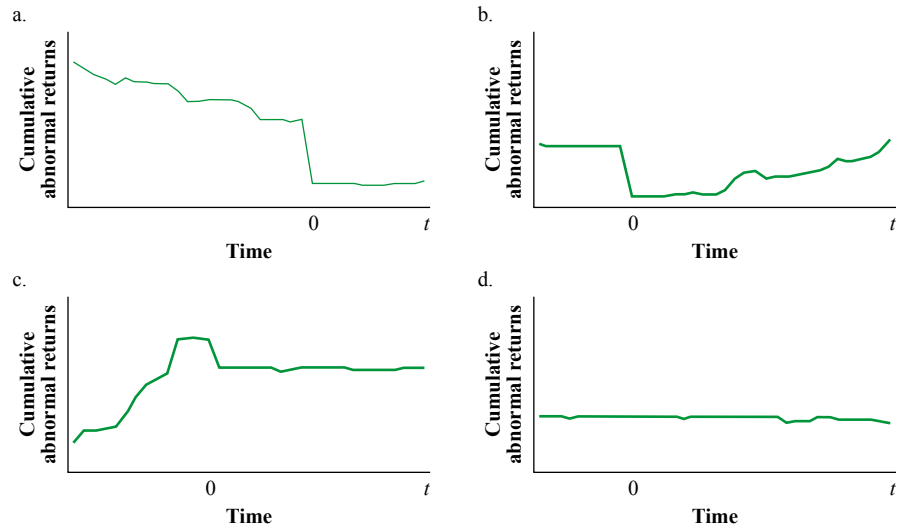 a.
Cumulative
abnormal returns
0
t
Time
b.
Cumulative
abnormal returns
0
t
Time
c.
Cumulative
abnormal returns
0
t
Time
d.
Cumulative
abnormal returns
0
t
Time